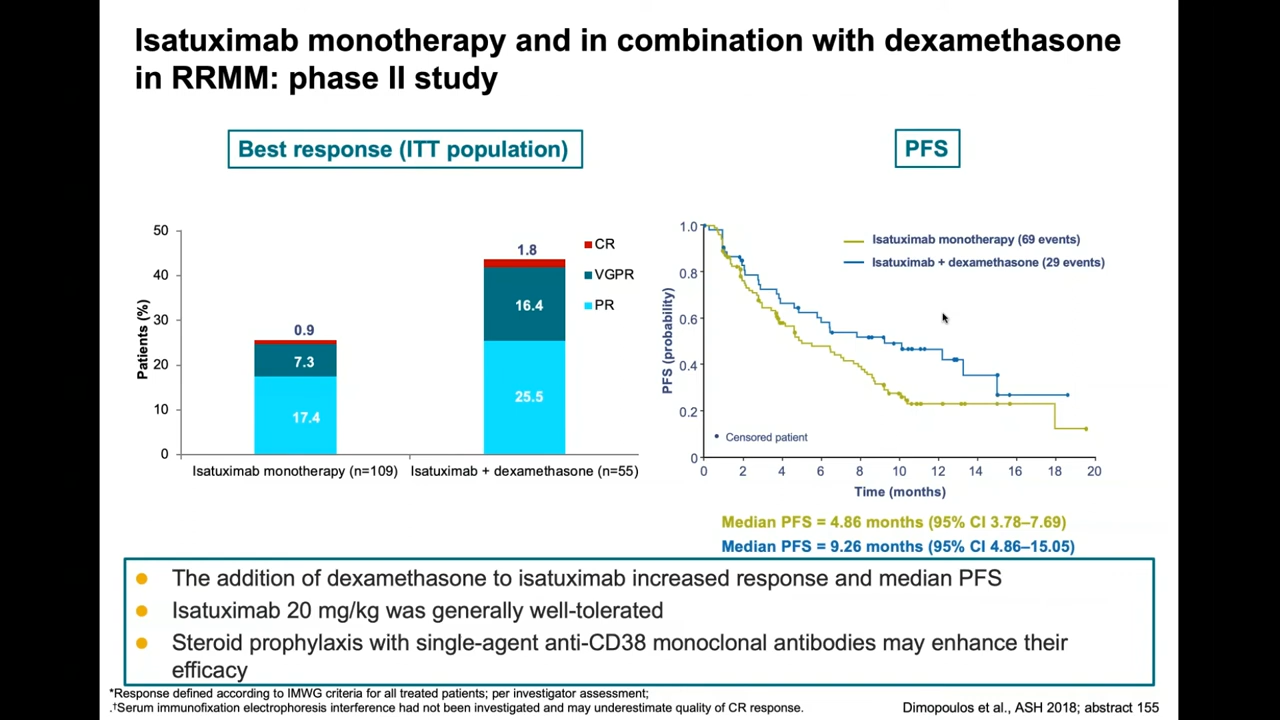 Isatuximab monotherapy and in combination with dexamethasone
in RRMM: phase II study
Best response (ITT population)
50
40
30
20
10
0
Patients (%)
0.9
7.3
17.4
1.8
16.4
25.5
CR
VGPR
PR
Isatuximab monotherapy (n=109)
Isatuximab + dexamethasone (n=55)
PFS
1.0
0.8
0.6
0.4
0.2
0
PFS (probability)
Isatuximab monotherapy (69 events)
Isatuximab + dexamethasone (29 events)
Censored patient
0 2 4 6 8 10 12 14 16 18 20
Time (months)
Median PFS = 4.86 months (95% CI 3.78–7.69)
Median PFS = 9.26 months (95% CI 4.86–15.05)
The addition of dexamethasone to isatuximab increased response and median PFS
Isatuximab 20 mg/kg was generally well-tolerated
Steroid prophylaxis with single-agent anti-CD38 monoclonal antibodies may enhance their
efficacy
*Response defined according to IMWG criteria for all treated patients; per investigator assessment;
.†Serum immunofixation electrophoresis interference had not been investigated and may underestimate quality of CR response.
Dimopoulos et al., ASH 2018; abstract 155